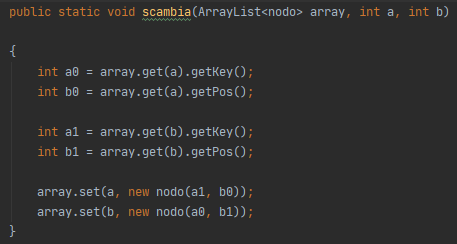 public static void scambia(ArrayList<nodo> array, int a, int b)
{
    int a0 = array.get(a).getKey();
    int b0 = array.get(a).getPos();
    int a1 = array.get(b).getKey();
    int b1 = array.get(b).getPos();
    array.set(a, new nodo(a1, b0));
    array.set(b, new nodo(a0, b1));
}